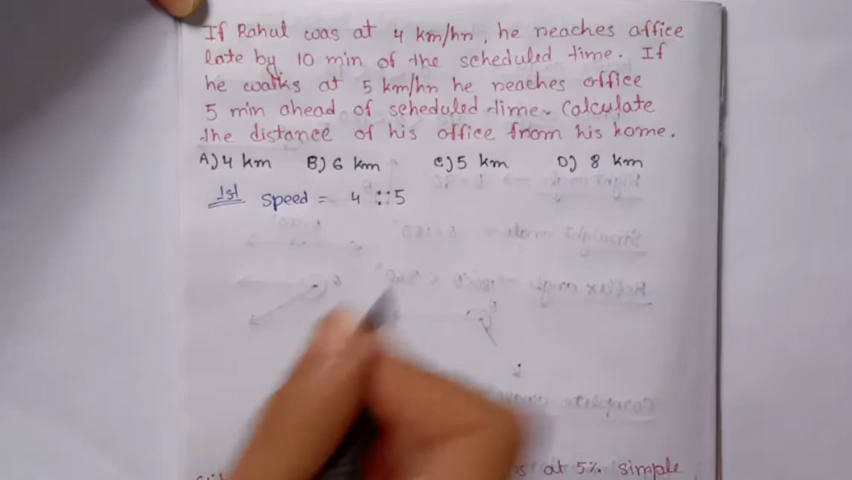 If Rahul was at 4 km/hr, he reaches office
late by 10 min of the scheduled time. If
he walks at 5 km/hr he reaches office
5 min ahead of scheduled time. Calculate
the distance of his office from his home.
A) 4 km B) 6 km C) 5 km D) 8 km
1st Speed = 4 : 5
at 5% simple